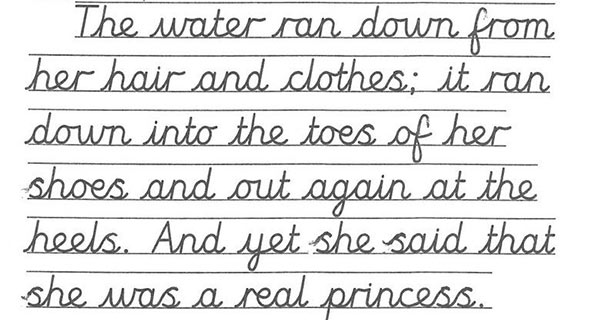 The water ran down from
her hair and clothes; it ran
down into the toes of her
shoes and out again at the
heels. And yet she said that
she was a real princess.